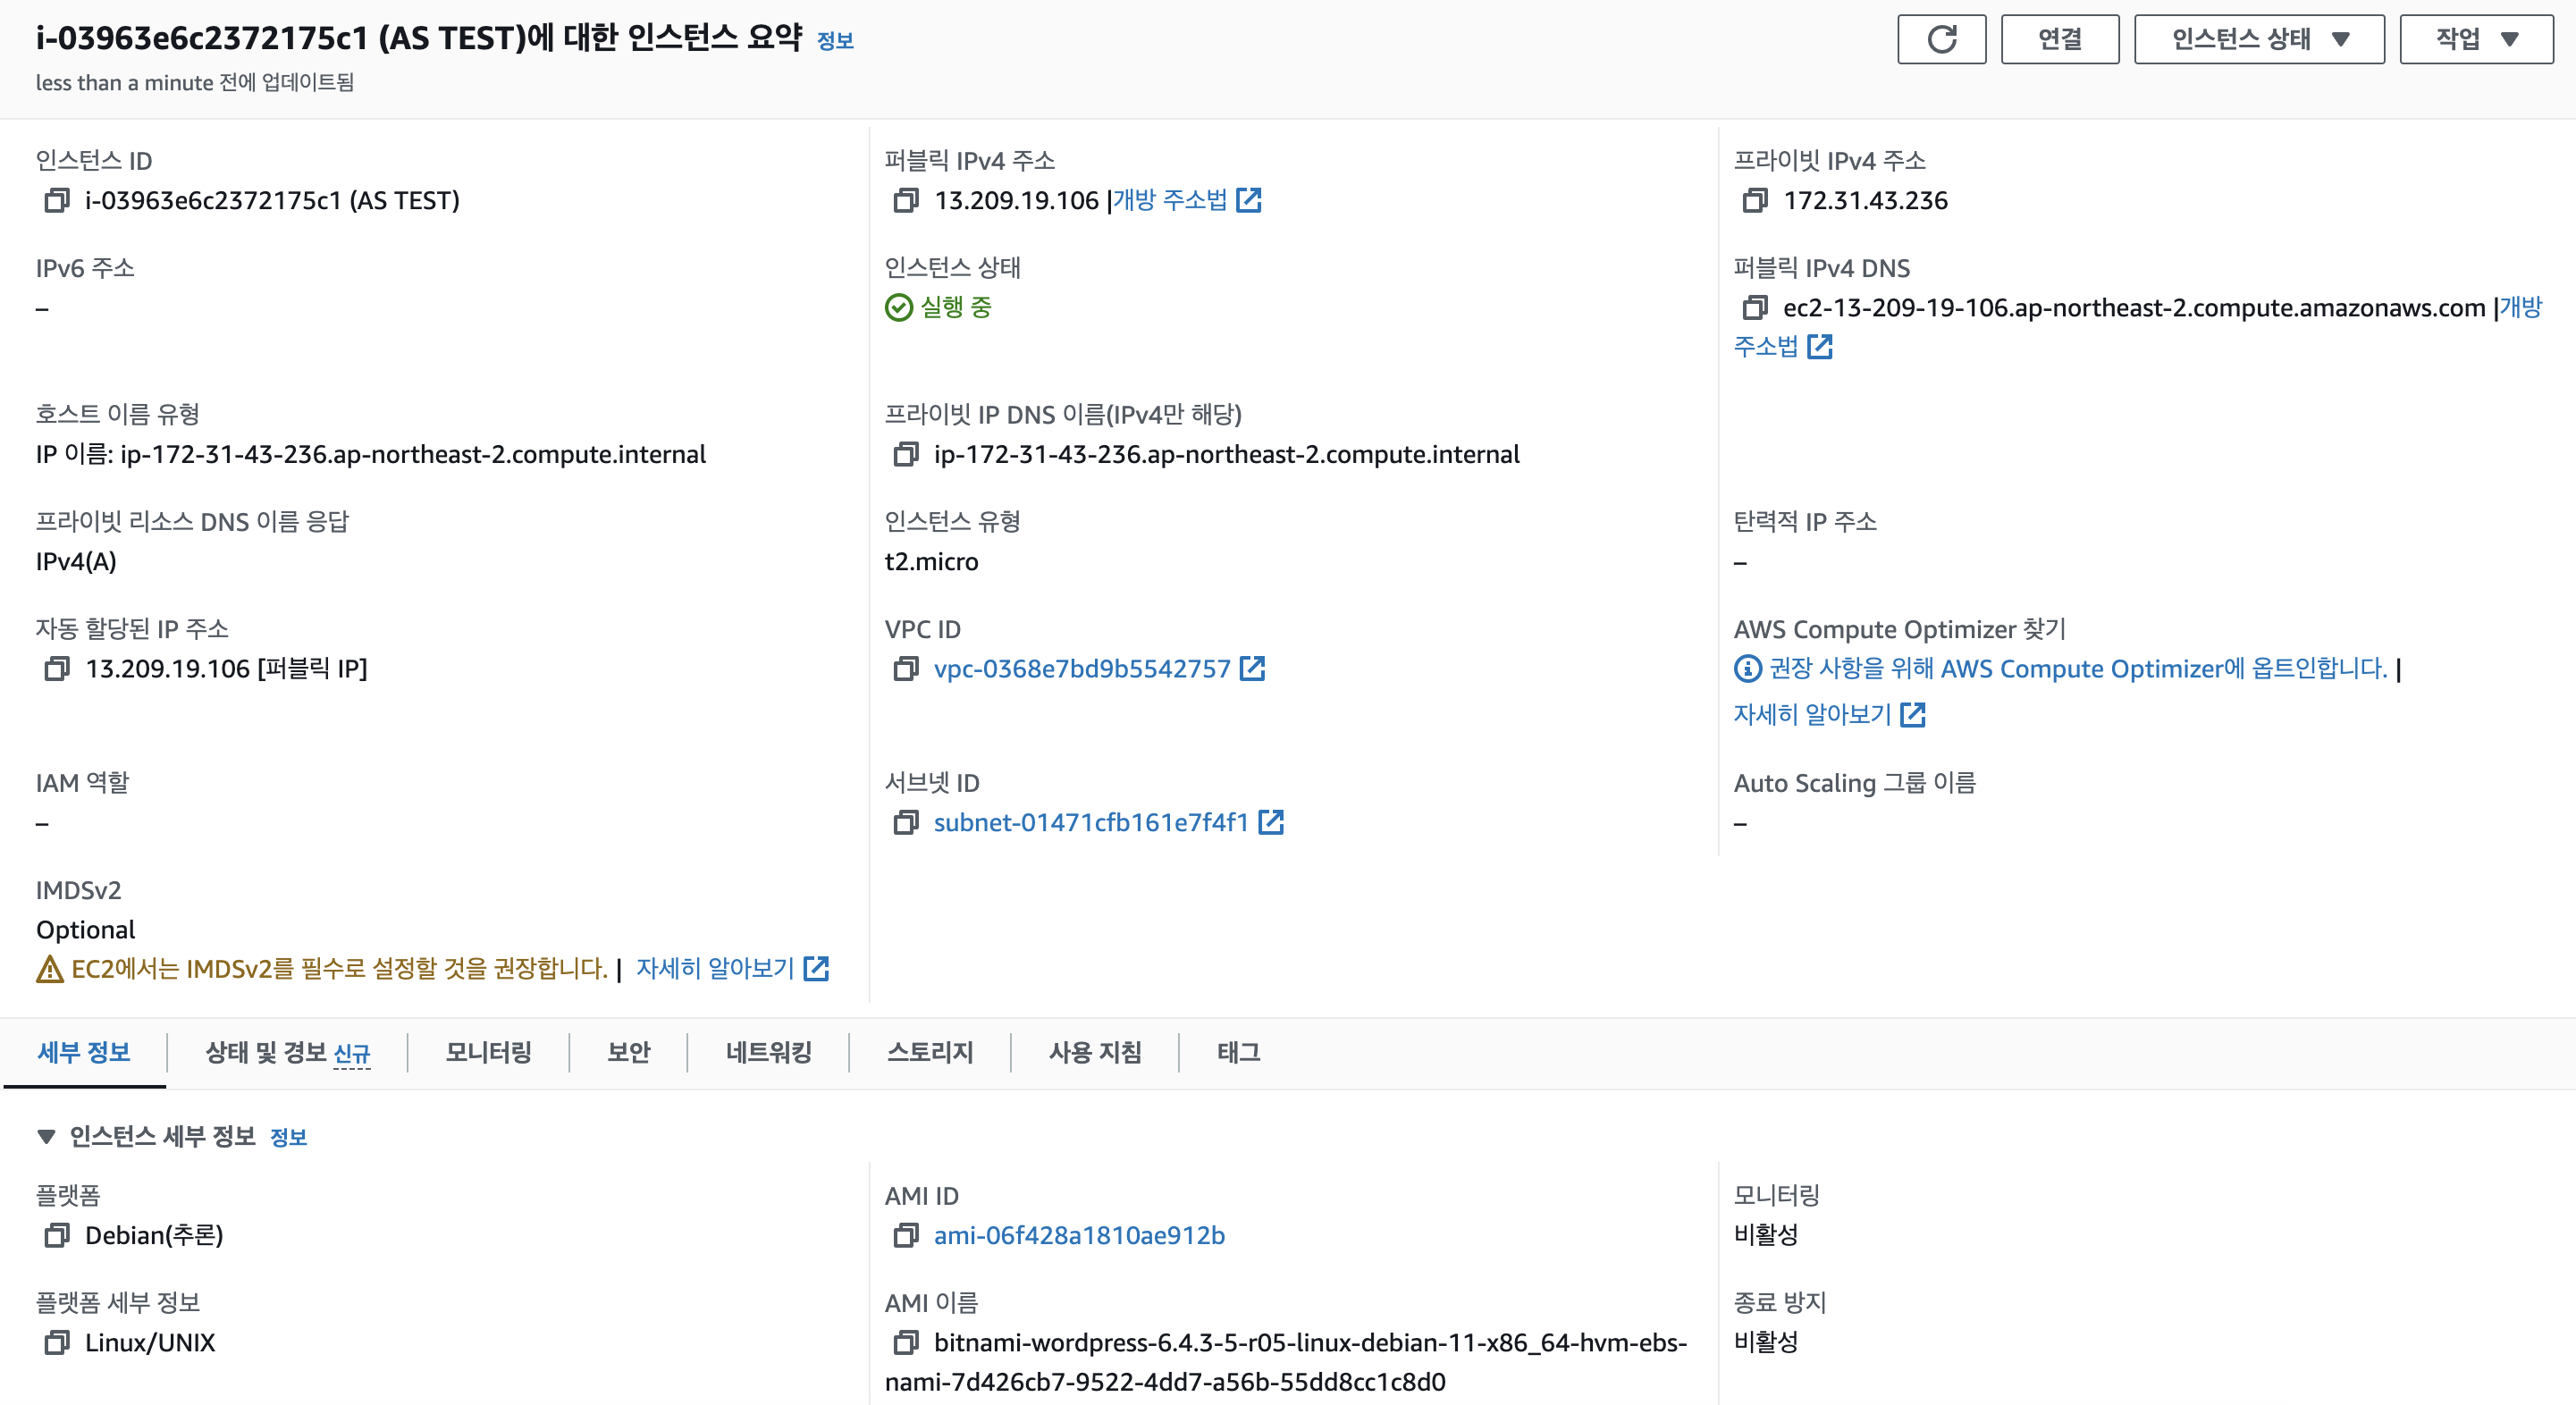 i-03963e6c2372175c1 (AS TEST)에 대한 인스턴스 요약 정보
less than a minute 전에 업데이트됨
연결
인스턴스 상태
작업
인스턴스 ID
i-03963e6c2372175c1 (AS TEST)
퍼블릭 IPv4 주소
13.209.19.106 |개방 주소법
프라이빗 IPv4 주소
172.31.43.236
IPv6 주소
–
인스턴스 상태
실행 중
퍼블릭 IPv4 DNS
ec2-13-209-19-106.ap-northeast-2.compute.amazonaws.com |개방
주소법
호스트 이름 유형
IP 이름: ip-172-31-43-236.ap-northeast-2.compute.internal
프라이빗 IP DNS 이름(IPv4만 해당)
ip-172-31-43-236.ap-northeast-2.compute.internal
프라이빗 리소스 DNS 이름 응답
IPv4(A)
인스턴스 유형
t2.micro
탄력적 IP 주소
–
자동 할당된 IP 주소
13.209.19.106 [퍼블릭 IP]
VPC ID
vpc-0368e7bd9b5542757
AWS Compute Optimizer 찾기
권장 사항을 위해 AWS Compute Optimizer에 옵트인합니다. |
자세히 알아보기
IAM 역할
–
서브넷 ID
subnet-01471cfb161e7f4f1
Auto Scaling 그룹 이름
–
IMDSv2
Optional
EC2에서는 IMDSv2를 필수로 설정할 것을 권장합니다. | 자세히 알아보기
세부 정보
상태 및 경보 신규
모니터링
보안
네트워킹
스토리지
사용 지침
태그
인스턴스 세부 정보 정보
플랫폼
Debian(추론)
AMI ID
ami-06f428a1810ae912b
모니터링
비활성
플랫폼 세부 정보
Linux/UNIX
AMI 이름
bitnami-wordpress-6.4.3-5-r05-linux-debian-11-x86_64-hvm-ebs-
nami-7d426cb7-9522-4dd7-a56b-55dd8cc1c8d0
종료 방지
비활성